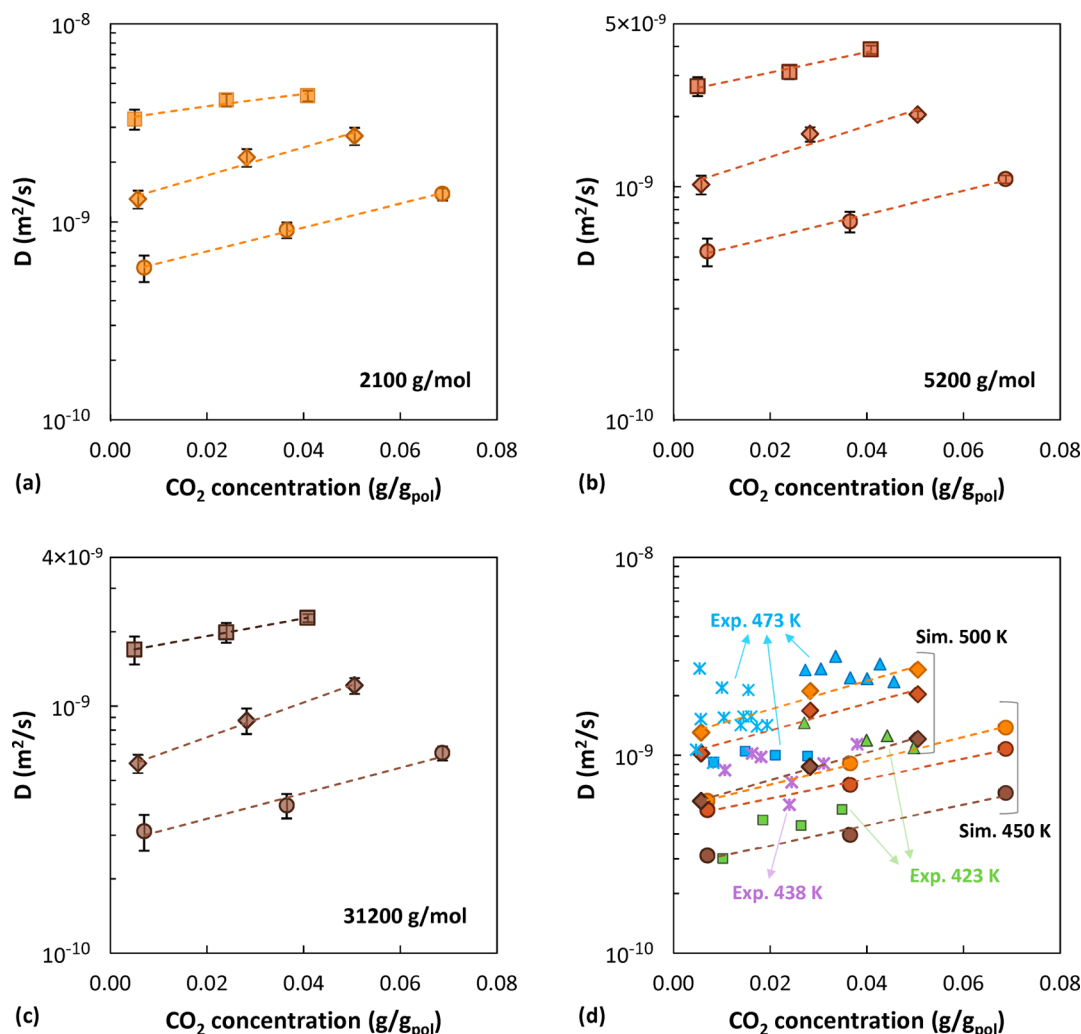 10⁻⁸
10⁻⁹
10⁻¹⁰
D (m²/s)
2100 g/mol
0.00 0.02 0.04 0.06 0.08
(a) CO₂ concentration (g/gₚₒₗ)
5×10⁻⁹
10⁻⁹
10⁻¹⁰
D (m²/s)
5200 g/mol
0.00 0.02 0.04 0.06 0.08
(b) CO₂ concentration (g/gₚₒₗ)
4×10⁻⁹
10⁻⁹
10⁻¹⁰
D (m²/s)
31200 g/mol
0.00 0.02 0.04 0.06 0.08
(c) CO₂ concentration (g/gₚₒₗ)
10⁻⁸
10⁻⁹
10⁻¹⁰
D (m²/s)
Exp. 473 K
Sim. 500 K
Sim. 450 K
Exp. 438 K
Exp. 423 K
0.00 0.02 0.04 0.06 0.08
(d) CO₂ concentration (g/gₚₒₗ)